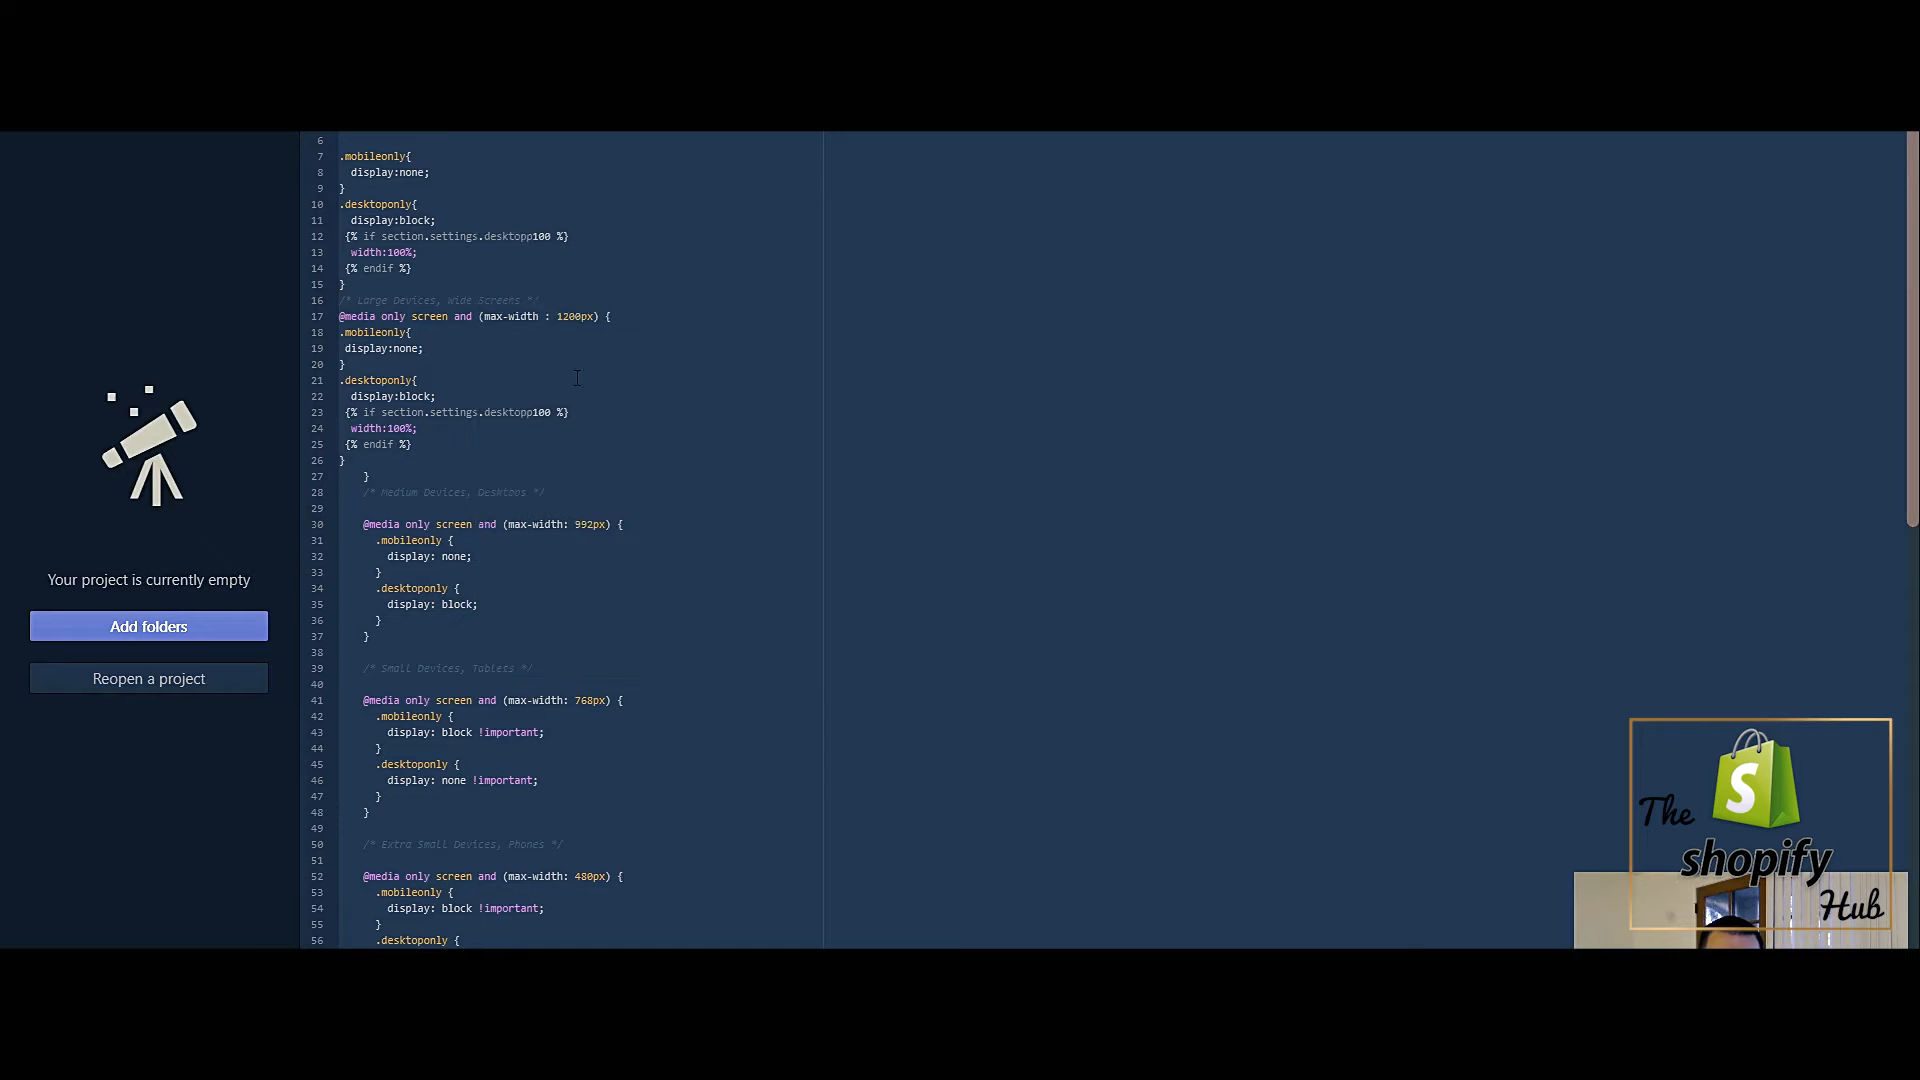 6
7 .mobileonly{
8 display:none;
9 }
10 .desktoponly{
11 display:block;
12 {% if section.settings.desktopp100 %}
13 width:100%;
14 {% endif %}
15 }
16 /* Large Devices, Wide Screens */
17 @media only screen and (max-width : 1200px) {
18 .mobileonly{
19 display:none;
20 }
21 .desktoponly{
22 display:block;
23 {% if section.settings.desktopp100 %}
24 width:100%;
25 {% endif %}
26 }
27 }
28 /* Medium Devices, Desktops */
29
30 @media only screen and (max-width: 992px) {
31 .mobileonly {
32 display: none;
33 }
34 .desktoponly {
35 display: block;
36 }
37 }
38
39 /* Small Devices, Tablets */
40
41 @media only screen and (max-width: 768px) {
42 .mobileonly {
43 display: block !important;
44 }
45 .desktoponly {
46 display: none !important;
47 }
48 }
49
50 /* Extra Small Devices, Phones */
51
52 @media only screen and (max-width: 480px) {
53 .mobileonly {
54 display: block !important;
55 }
56 .desktoponly {
Your project is currently empty
Add folders
Reopen a project
The
shopify
Hub